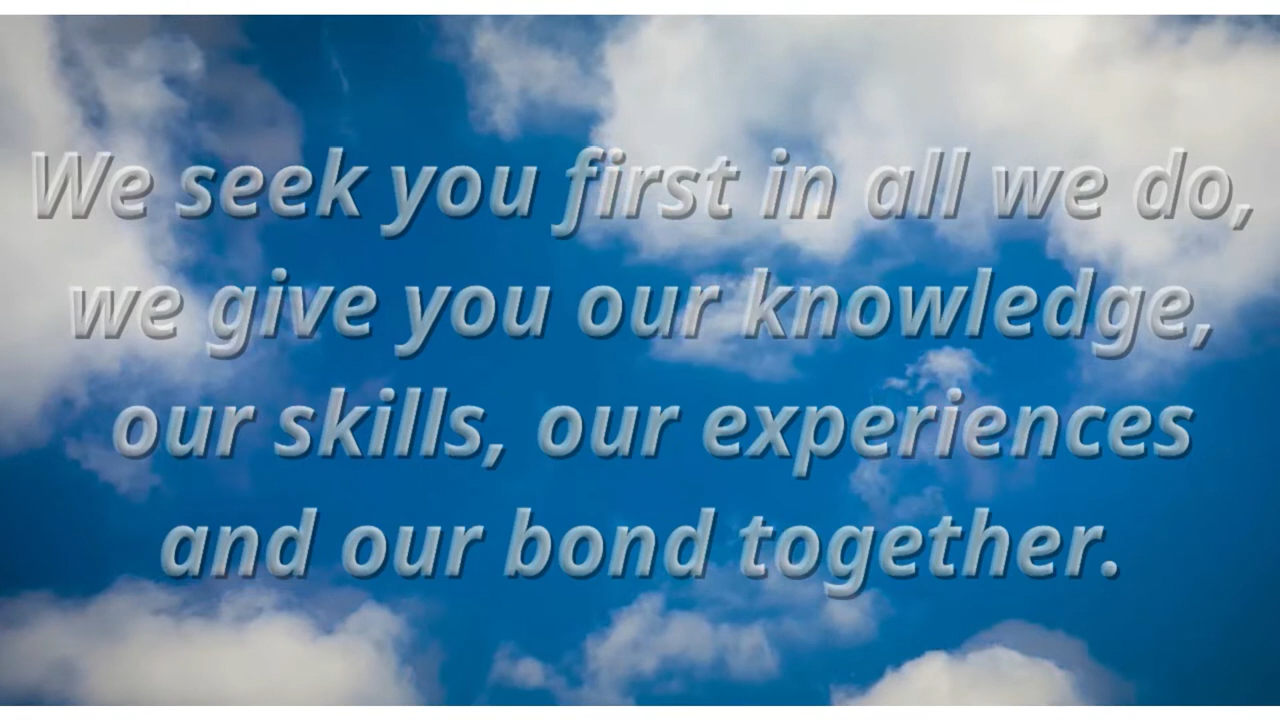 We seek you first in all we do,
we give you our knowledge,
our skills, our experiences
and our bond together.